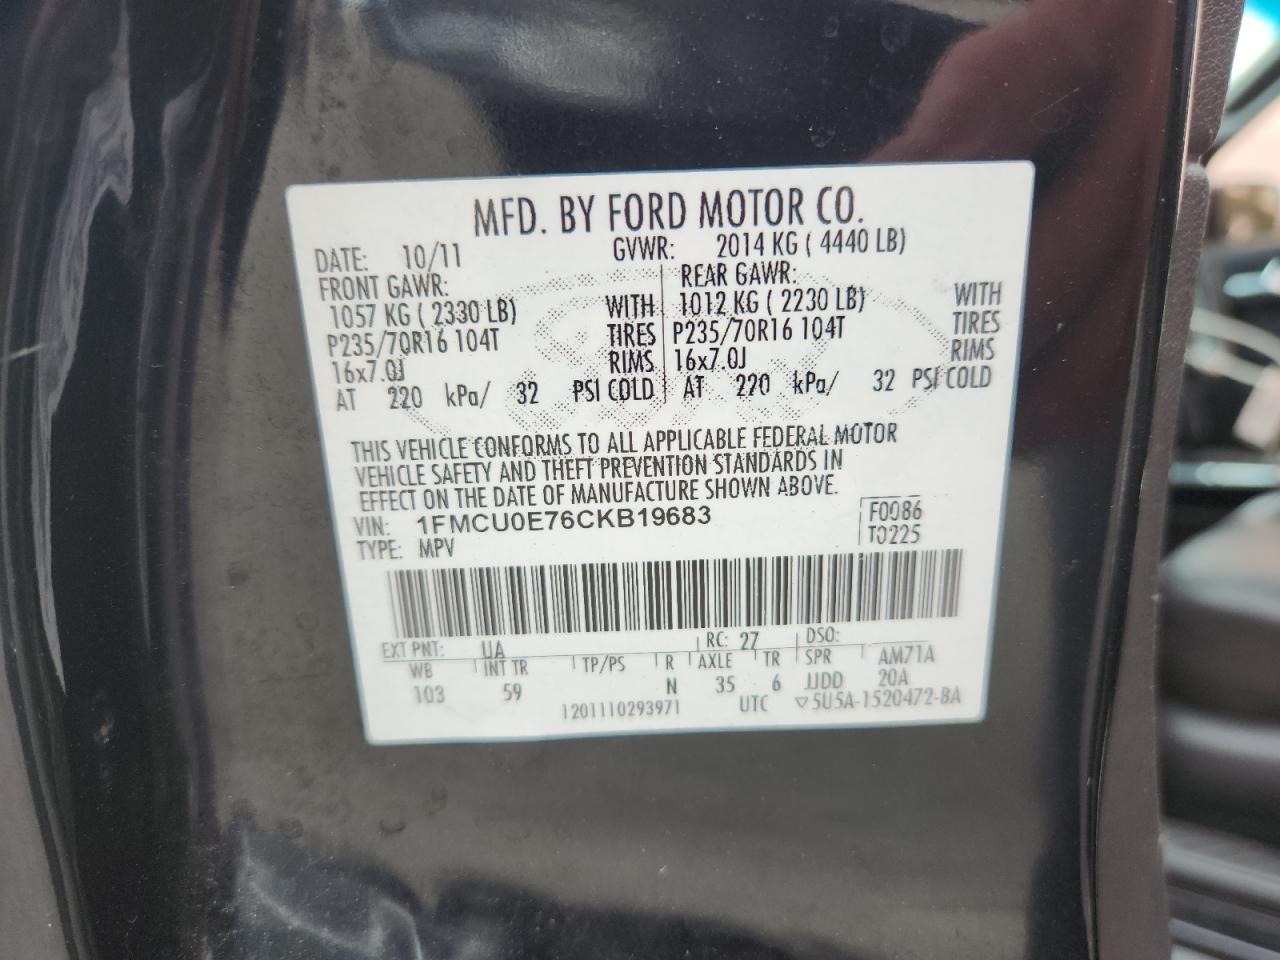 MFD. BY FORD MOTOR CO.
DATE: 10/11 GVWR: 2014 KG ( 4440 LB)
FRONT GAWR: REAR GAWR:
1057 KG ( 2330 LB) WITH 1012 KG ( 2230 LB) WITH
P235/70R16 104T TIRES P235/70R16 104T TIRES
16x7.0J RIMS 16x7.0J RIMS
AT 220 kPa/ 32 PSI COLD AT 220 kPa/ 32 PSI COLD
THIS VEHICLE CONFORMS TO ALL APPLICABLE FEDERAL MOTOR
VEHICLE SAFETY AND THEFT PREVENTION STANDARDS IN
EFFECT ON THE DATE OF MANUFACTURE SHOWN ABOVE.
VIN: 1FMCU0E76CKB19683 F0086
TYPE: MPV T0225
EXT PNT: UA RC: 27 DSO:
WB INT TR TP/PS R AXLE TR SPR AM71A
103 59 N 35 6 JJDD 20A
1201110293971 UTC ▽5U5A-1520472-BA